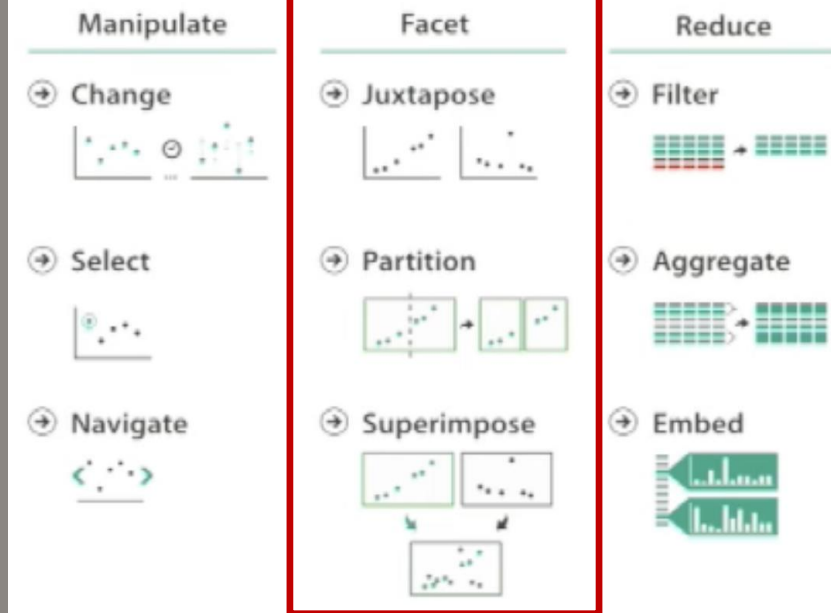 Manipulate
Change
...
Select
Navigate
Facet
Juxtapose
Partition
Superimpose
Reduce
Filter
Aggregate
Embed